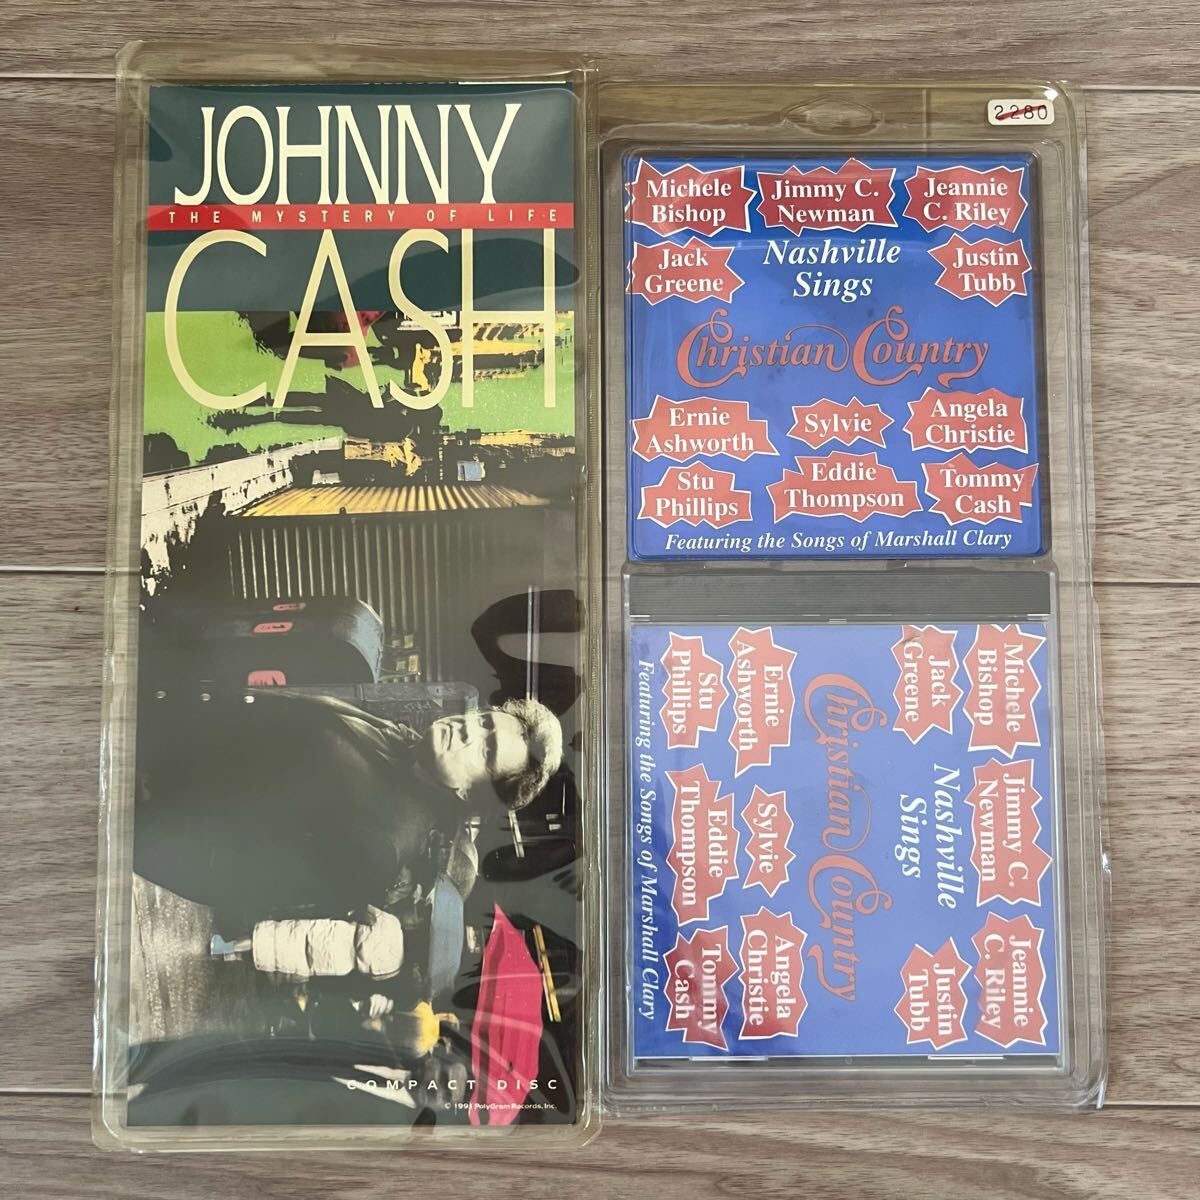 JOHNNY
THE MYSTERY OF LIFE
CASH
COMPACT DISC
© 1991 PolyGram Records, Inc.
2280
Michele
Bishop
Jimmy C.
Newman
Jeannie
C. Riley
Jack
Greene
Nashville
Sings
Justin
Tubb
Christian Country
Ernie
Ashworth
Sylvie
Angela
Christie
Stu
Phillips
Eddie
Thompson
Tommy
Cash
Featuring the Songs of Marshall Clary
Michele
Bishop
Jimmy C.
Newman
Jeannie
C. Riley
Jack
Greene
Nashville
Sings
Justin
Tubb
Christian Country
Ernie
Ashworth
Sylvie
Angela
Christie
Stu
Phillips
Eddie
Thompson
Tommy
Cash
Featuring the Songs of Marshall Clary